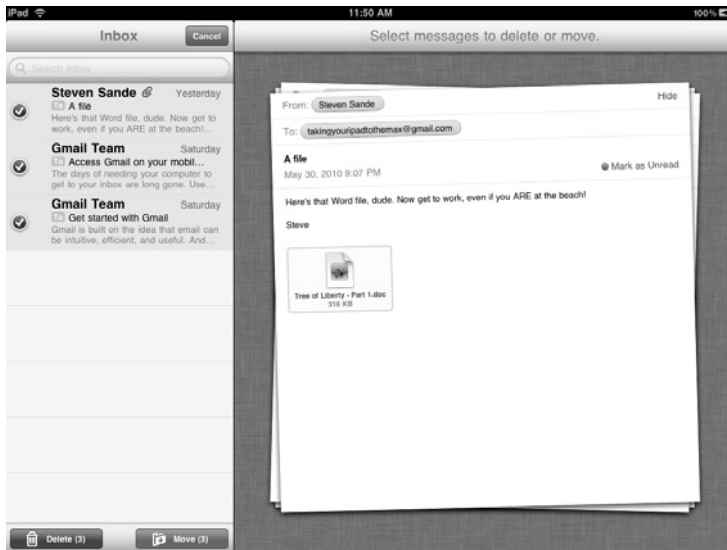 iPad
11:50 AM
100%
Inbox
Cancel
Select messages to delete or move.
Search Inbox
Steven Sande
Yesterday
A file
Here's that Word file, dude. Now get to
work, even if you ARE at the beach!...
Gmail Team
Saturday
Access Gmail on your mobil...
The days of needing your computer to
get to your inbox are long gone. Use...
Gmail Team
Saturday
Get started with Gmail
Gmail is built on the idea that email can
be intuitive, efficient, and useful. And...
Delete (3)
Move (3)
From: Steven Sande
Hide
To: takingyouripadtothemax@gmail.com
A file
May 30, 2010 9:07 PM
Mark as Unread
Here's that Word file, dude. Now get to work, even if you ARE at the beach!
Steve
Tree of Liberty - Part 1.doc
318 KB